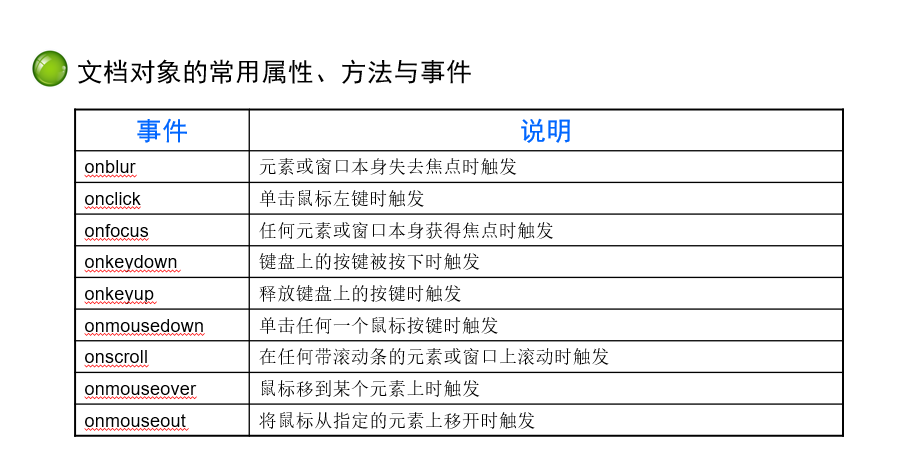 文档对象的常用属性、方法与事件
事件 说明
onblur 元素或窗口本身失去焦点时触发
onclick 单击鼠标左键时触发
onfocus 任何元素或窗口本身获得焦点时触发
onkeydown 键盘上的按键被按下时触发
onkeyup 释放键盘上的按键时触发
onmousedown 单击任何一个鼠标按键时触发
onscroll 在任何带滚动条的元素或窗口上滚动时触发
onmouseover 鼠标移到某个元素上时触发
onmouseout 将鼠标从指定的元素上移开时触发